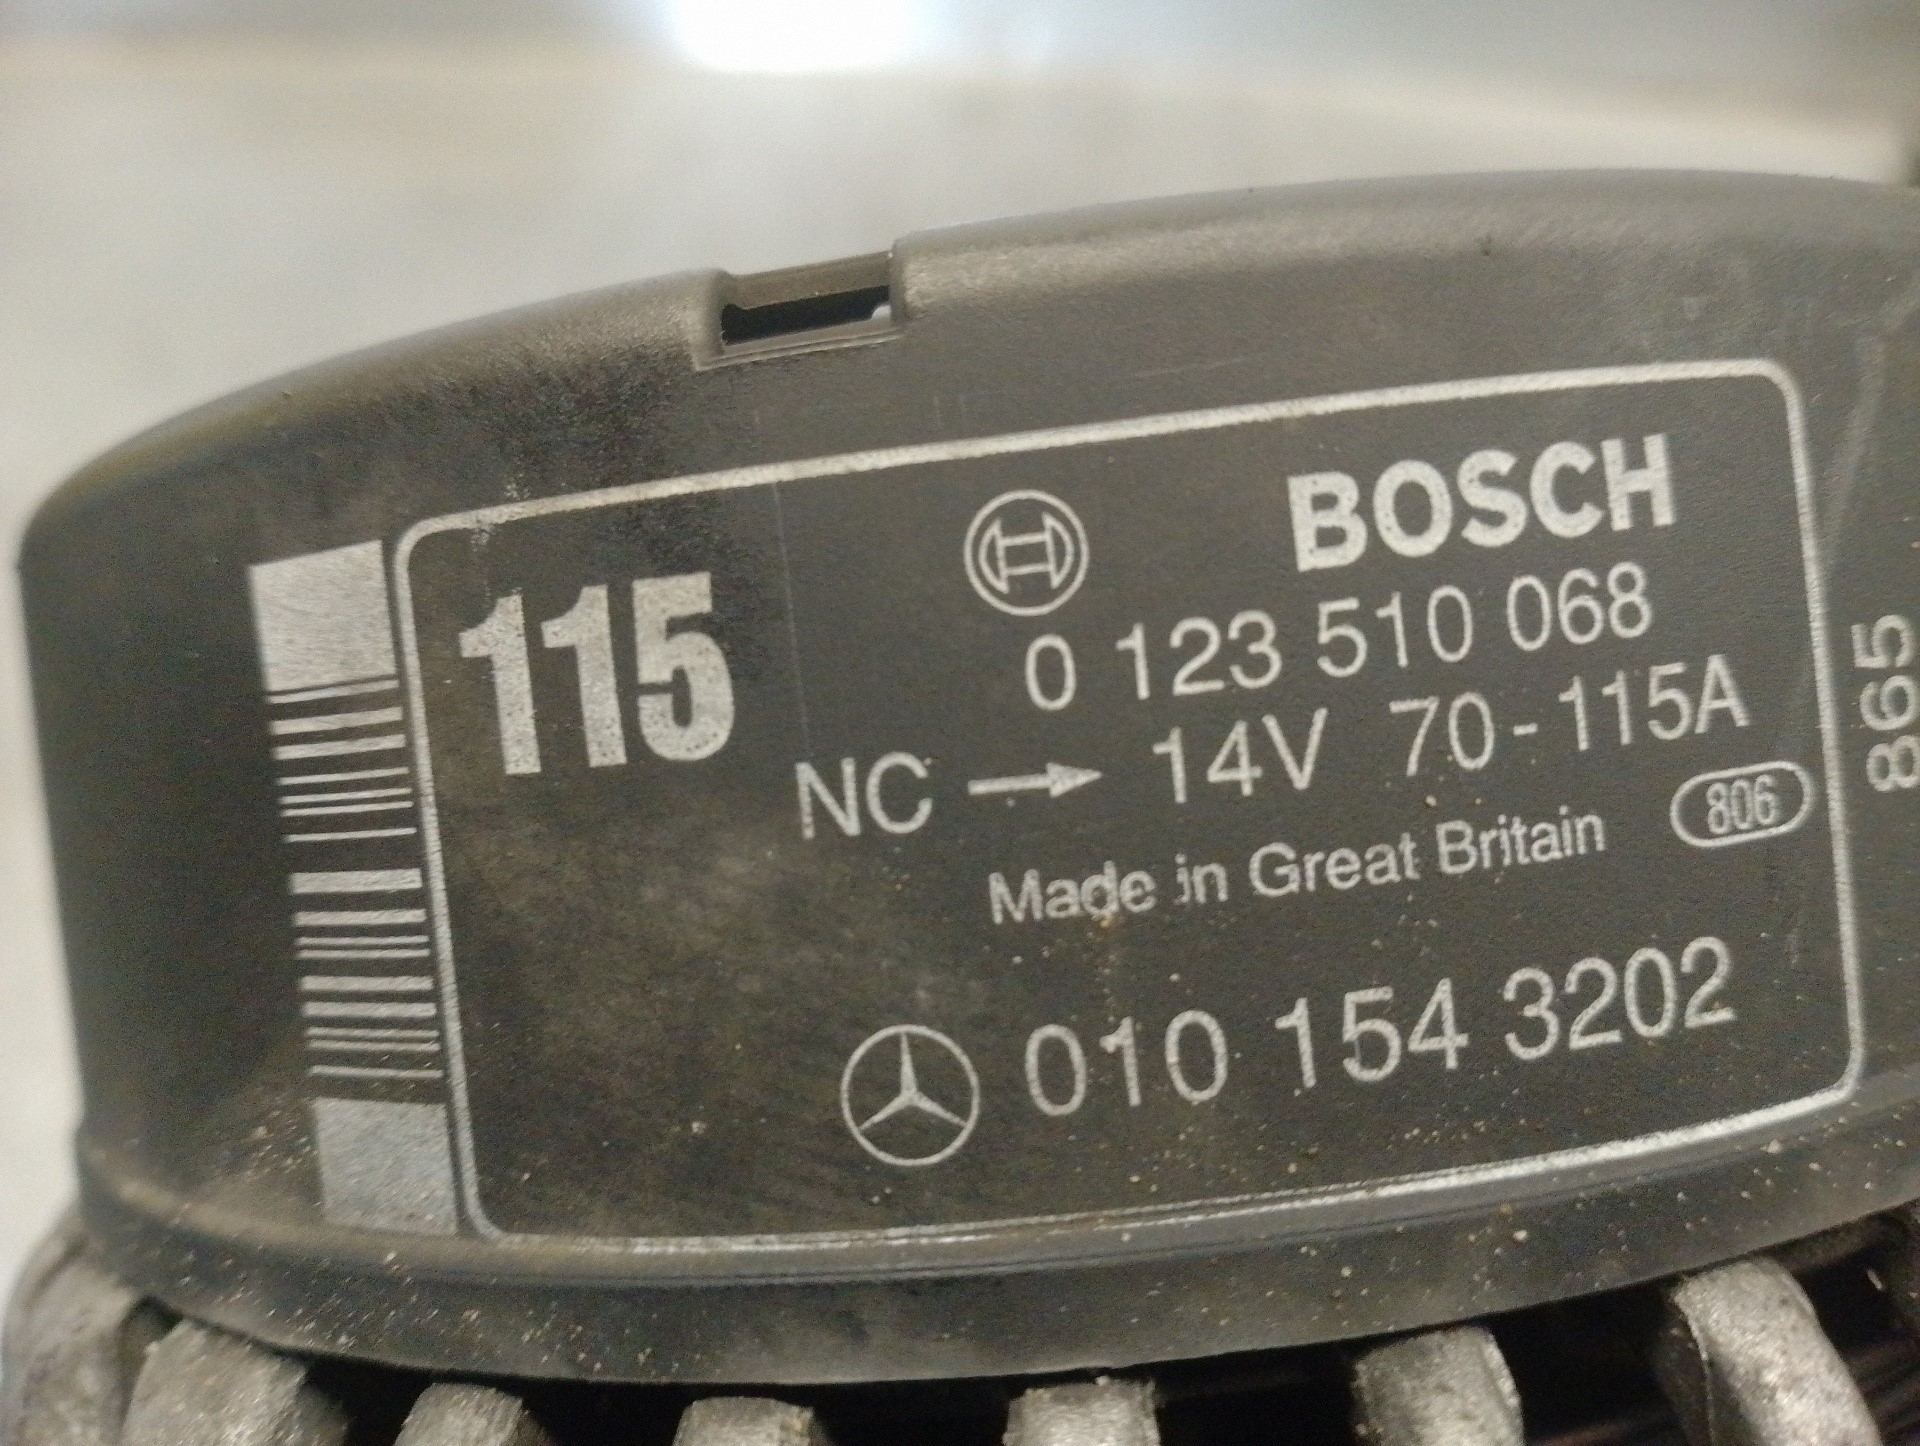 115
BOSCH
0 123 510 068
NC → 14V 70-115A
Made in Great Britain
806
010 154 3202
865